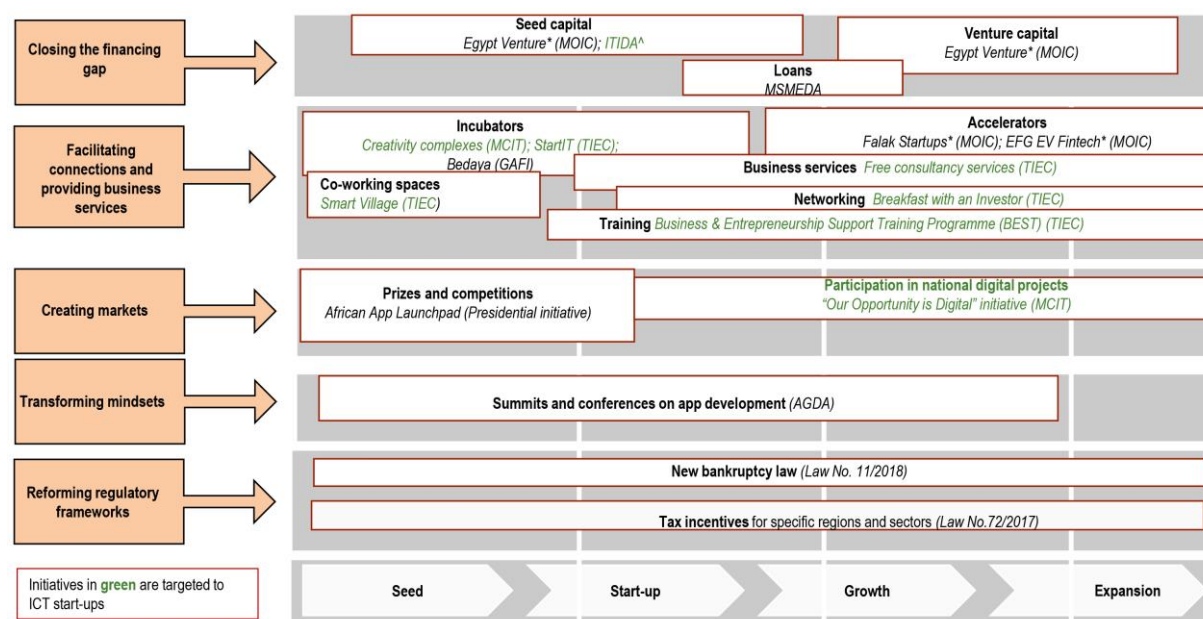 Closing the financing
gap
Seed capital
Egypt Venture* (MOIC); ITIDA^
Venture capital
Egypt Venture* (MOIC)
Loans
MSMEDA
Facilitating
connections and
providing business
services
Incubators
Creativity complexes (MCIT); StartIT (TIEC);
Bedaya (GAFI)
Accelerators
Falak Startups* (MOIC); EFG EV Fintech* (MOIC)
Business services Free consultancy services (TIEC)
Co-working spaces
Smart Village (TIEC)
Networking Breakfast with an Investor (TIEC)
Training Business & Entrepreneurship Support Training Programme (BEST) (TIEC)
Creating markets
Prizes and competitions
African App Launchpad (Presidential initiative)
Participation in national digital projects
“Our Opportunity is Digital” initiative (MCIT)
Transforming mindsets
Summits and conferences on app development (AGDA)
Reforming regulatory
frameworks
New bankruptcy law (Law No. 11/2018)
Tax incentives for specific regions and sectors (Law No.72/2017)
Initiatives in green are targeted to
ICT start-ups
Seed
Start-up
Growth
Expansion